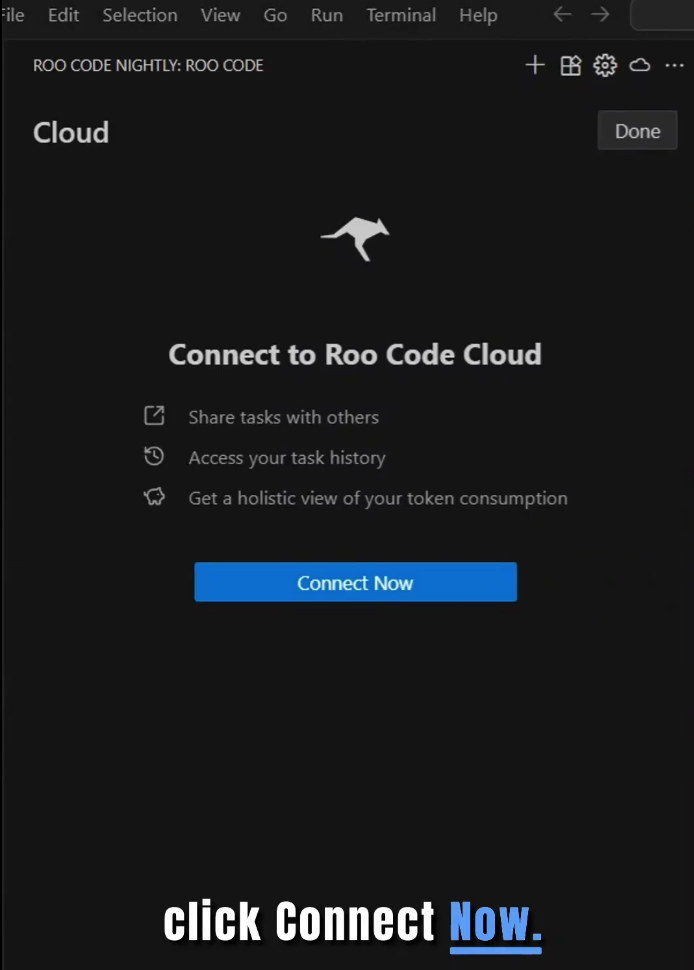 File Edit Selection View Go Run Terminal Help
ROO CODE NIGHTLY: ROO CODE
Cloud
Done
Connect to Roo Code Cloud
Share tasks with others
Access your task history
Get a holistic view of your token consumption
Connect Now
click Connect Now.